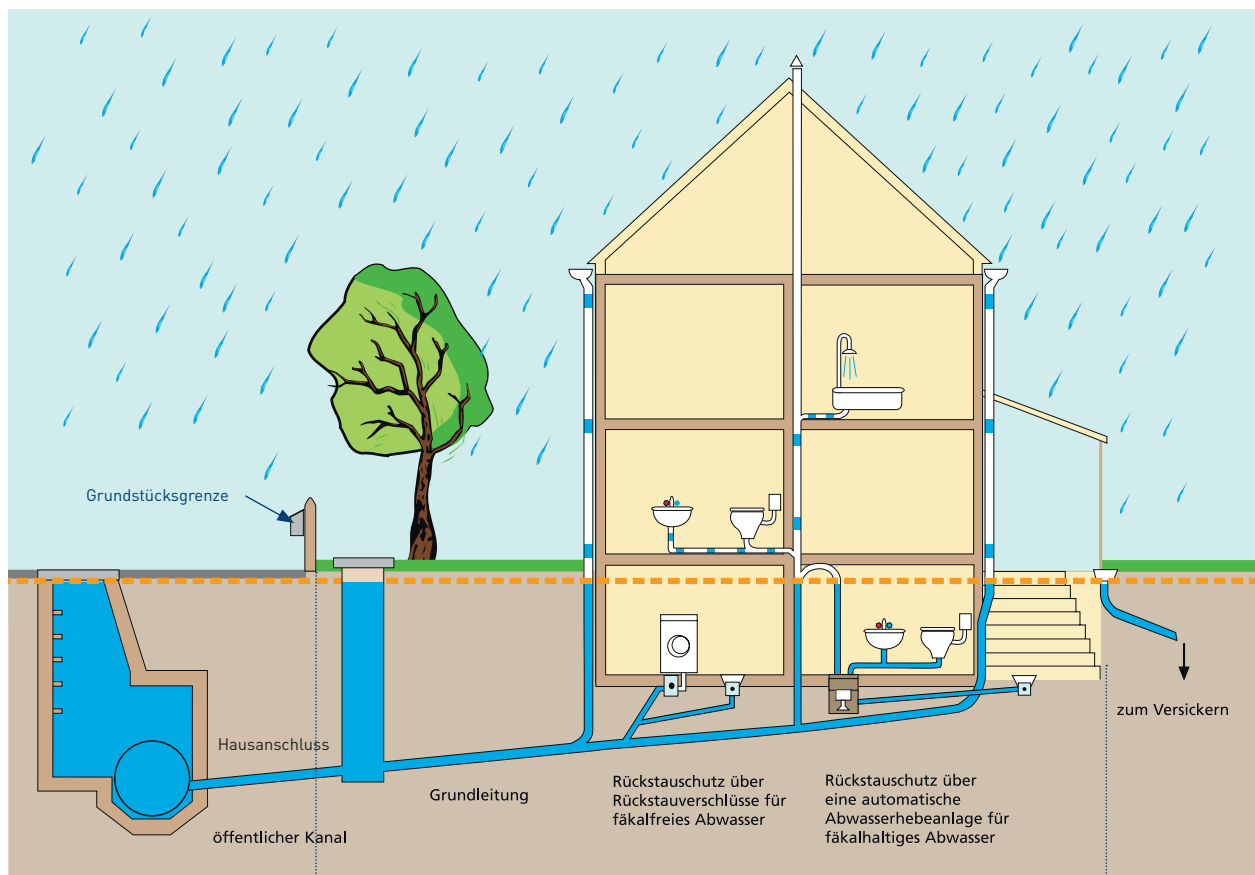 Grundstücksgrenze
zum Versickern
Hausanschluss
Grundleitung
öffentlicher Kanal
Rückstauschutz über
Rückstauverschlüsse für
fäkalfreies Abwasser
Rückstauschutz über
eine automatische
Abwasserhebeanlage für
fäkalhaltiges Abwasser